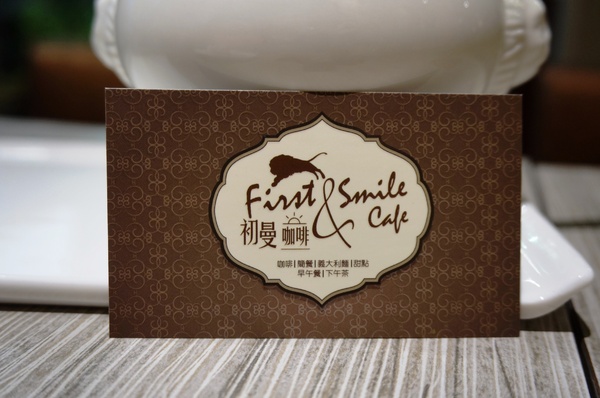 First & Smile
Cafe
初曼咖啡
咖啡|簡餐|義大利麵|甜點
早午餐|下午茶